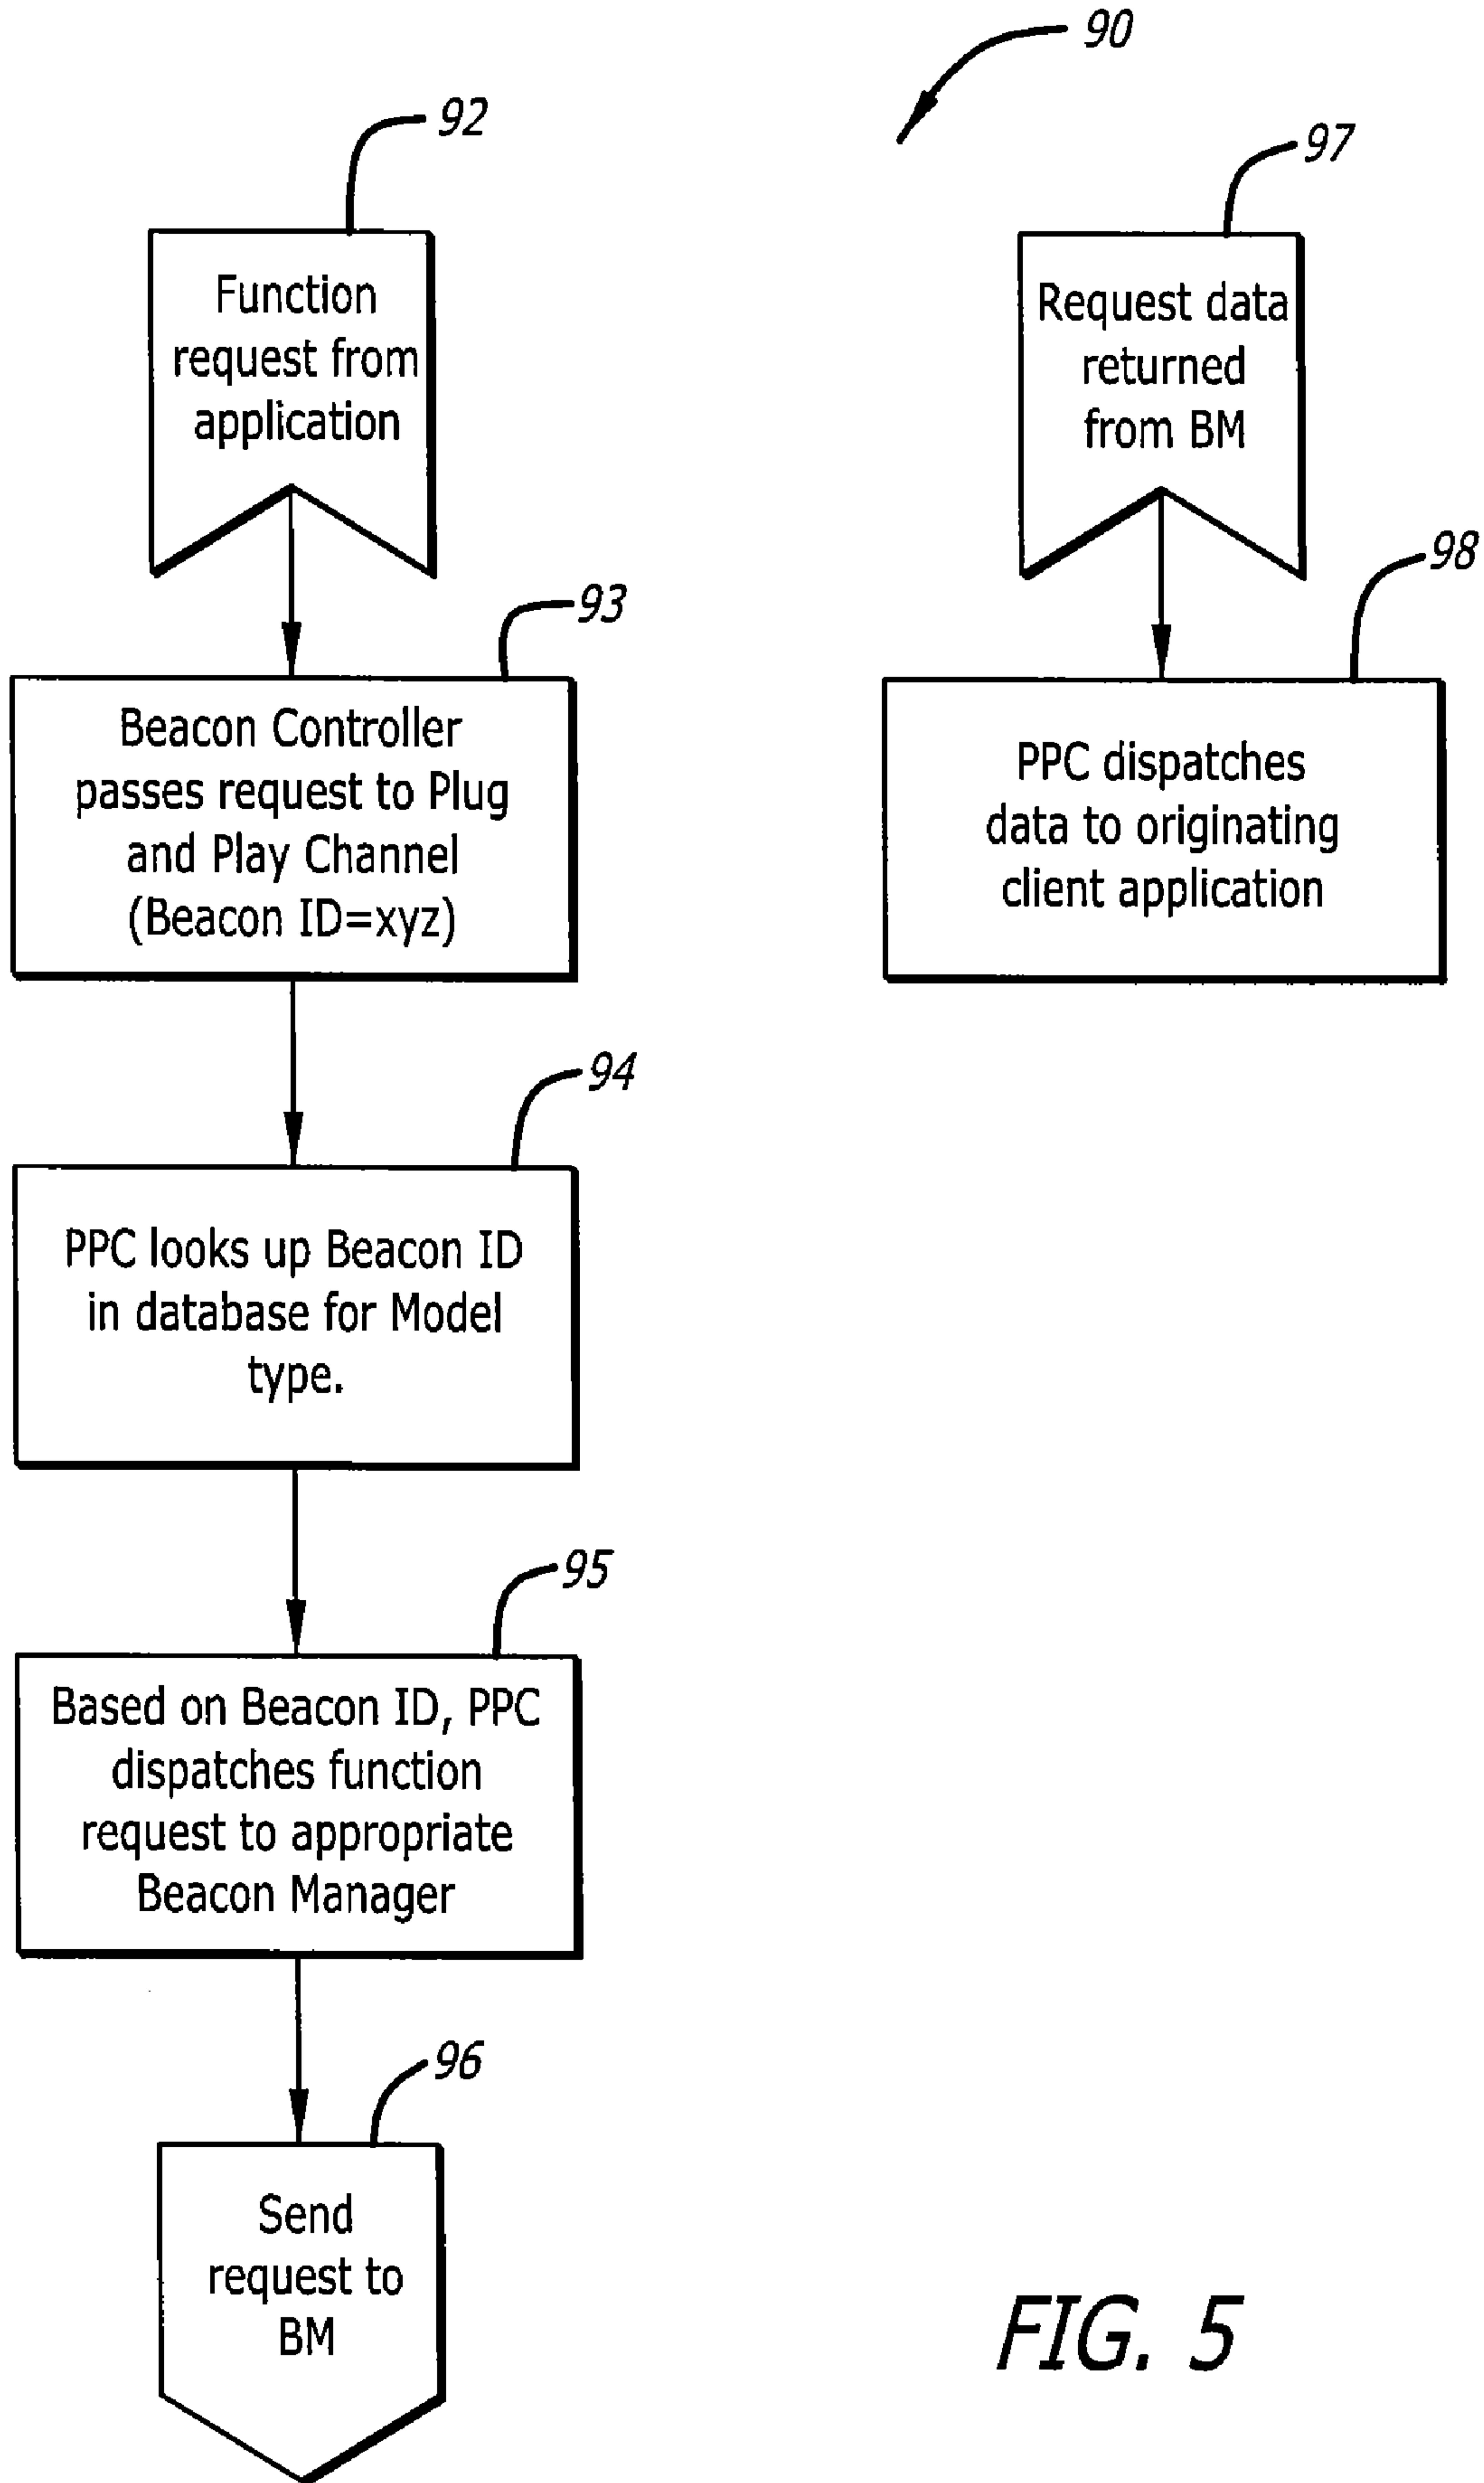 90
92
Function
request from
application
93
Beacon Controller
passes request to Plug
and Play Channel
(Beacon ID=xyz)
94
PPC looks up Beacon ID
in database for Model
type.
95
Based on Beacon ID, PPC
dispatches function
request to appropriate
Beacon Manager
96
Send
request to
BM
97
Request data
returned
from BM
98
PPC dispatches
data to originating
client application
FIG. 5